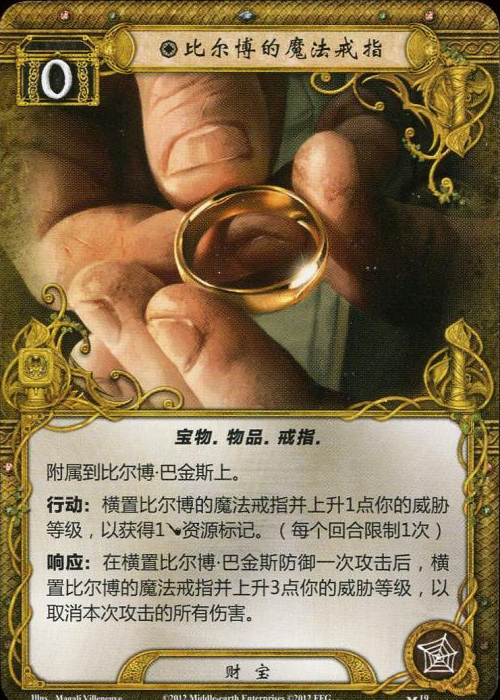 比尔博的魔法戒指
0
宝物. 物品. 戒指.
附属到比尔博·巴金斯上。
行动：横置比尔博的魔法戒指并上升1点你的威胁
等级，以获得1资源标记。（每个回合限制1次）
响应：在横置比尔博·巴金斯防御一次攻击后，横
置比尔博的魔法戒指并上升3点你的威胁等级，以
取消本次攻击的所有伤害。
财宝
Illus. Magali Villeneuve
©2012 Middle-earth Enterprises ©2012 FFG